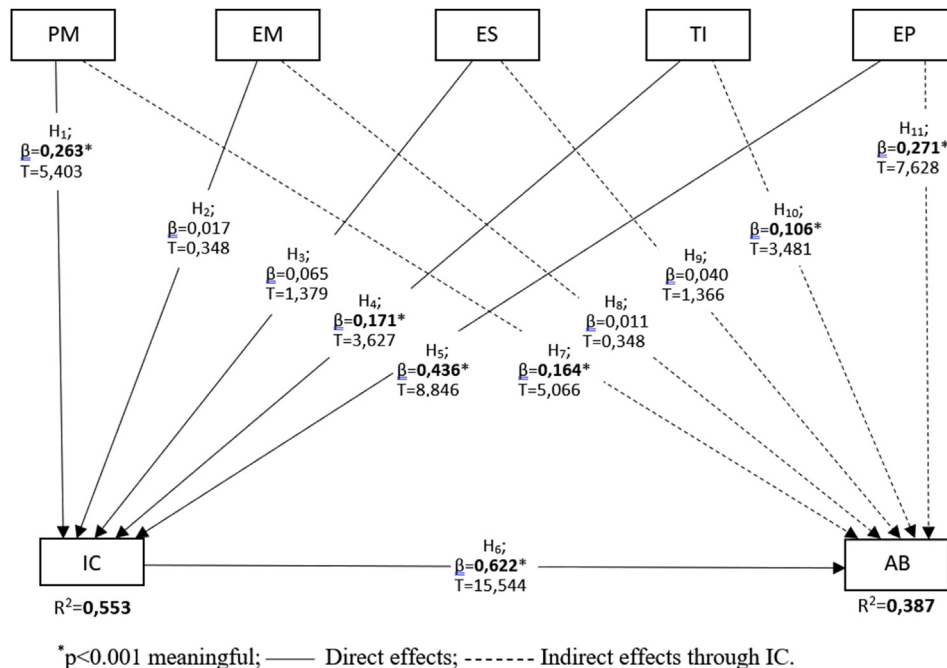 PM EM ES TI EP
H₁;
β=0,263*
T=5,403
H₁₁;
β=0,271*
T=7,628
H₂;
β=0,017
T=0,348
H₁₀;
β=0,106*
T=3,481
H₃;
β=0,065
T=1,379
H₉;
β=0,040
T=1,366
H₄;
β=0,171*
T=3,627
H₈;
β=0,011
T=0,348
H₅;
β=0,436*
T=8,846
H₇;
β=0,164*
T=5,066
IC
H₆;
β=0,622*
T=15,544
AB
R²=0,553
R²=0,387
*p<0.001 meaningful; —— Direct effects; ------- Indirect effects through IC.